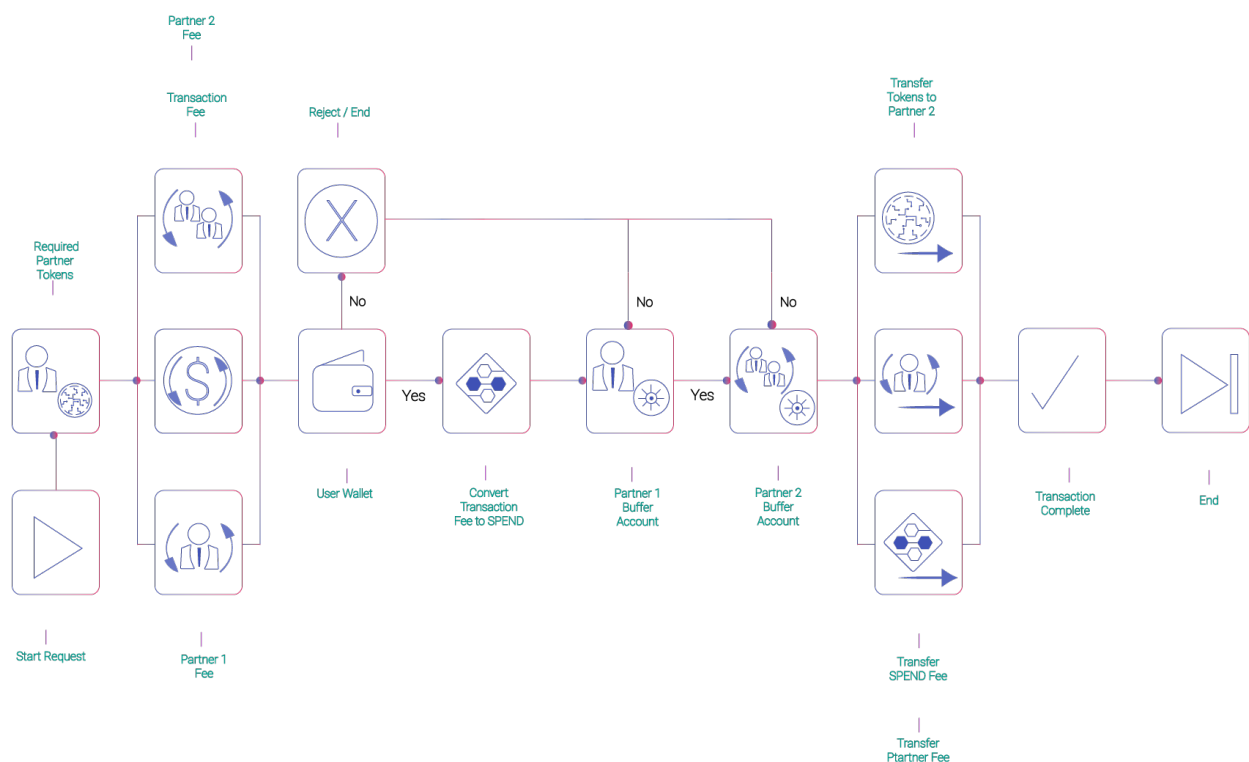 Partner 2
Fee
Transaction
Fee
Reject / End
Transfer
Tokens to
Partner 2
Required
Partner
Tokens
No
No
No
$
Yes
Yes
User Wallet
Convert
Transaction
Fee to SPEND
Partner 1
Buffer
Account
Partner 2
Buffer
Account
Transaction
Complete
End
Start Request
Partner 1
Fee
Transfer
SPEND Fee
Transfer
Ptartner Fee